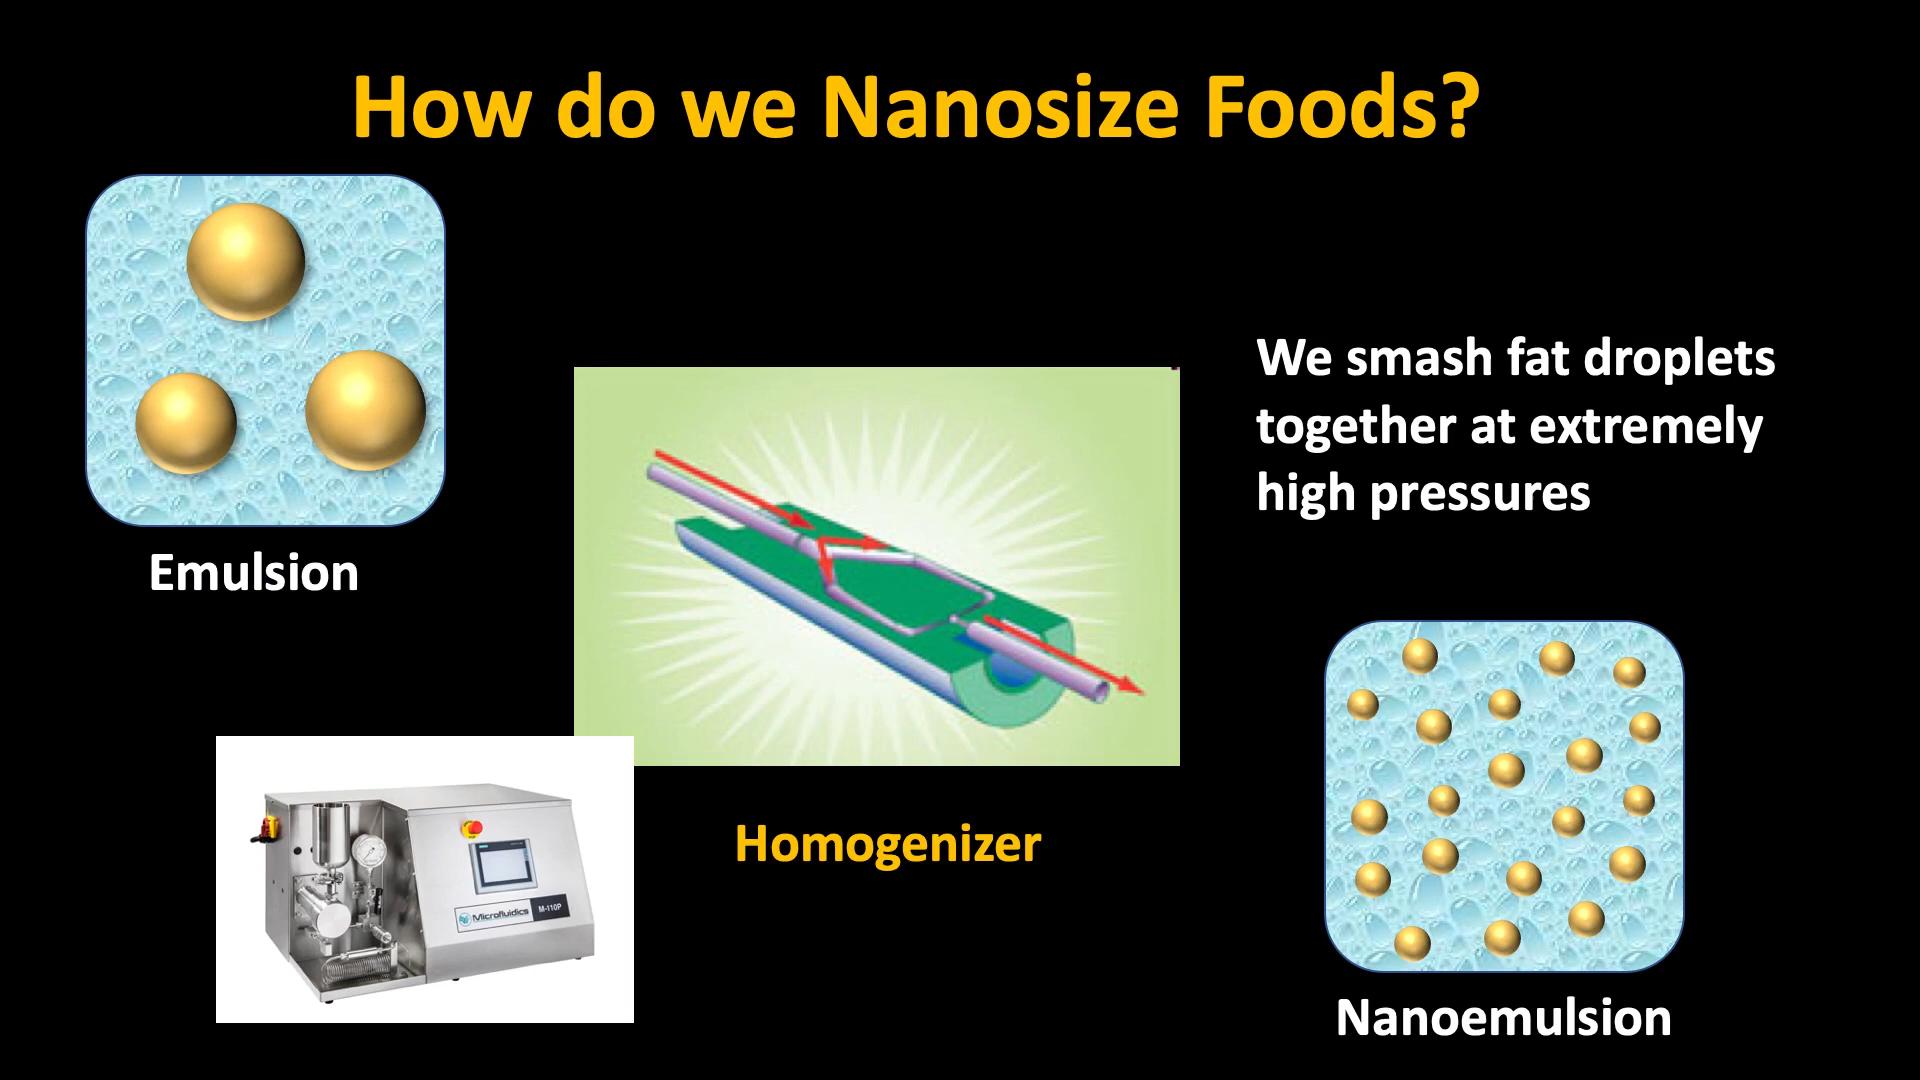 How do we Nanosize Foods?
We smash fat droplets
together at extremely
high pressures
Emulsion
Homogenizer
Microfluidics M-110P
Nanoemulsion